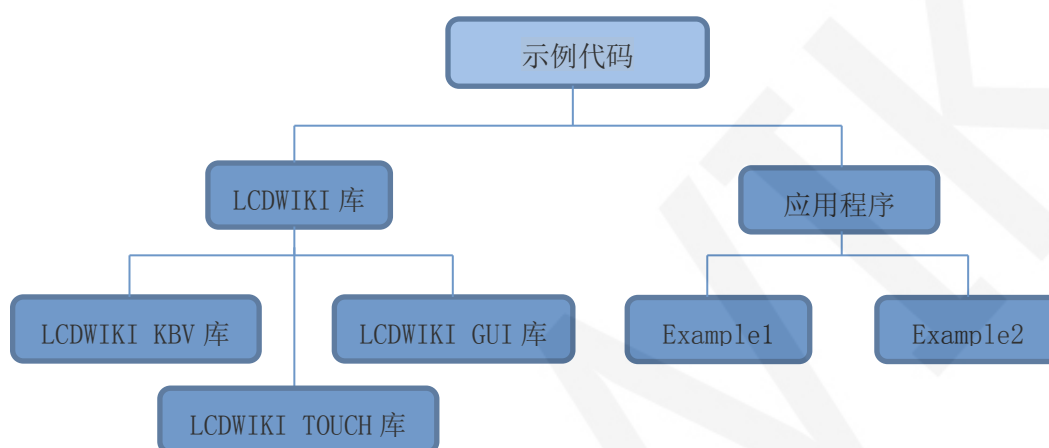 示例代码
LCDWIKI 库
应用程序
LCDWIKI KBV 库
LCDWIKI GUI 库
Example1
Example2
LCDWIKI TOUCH 库